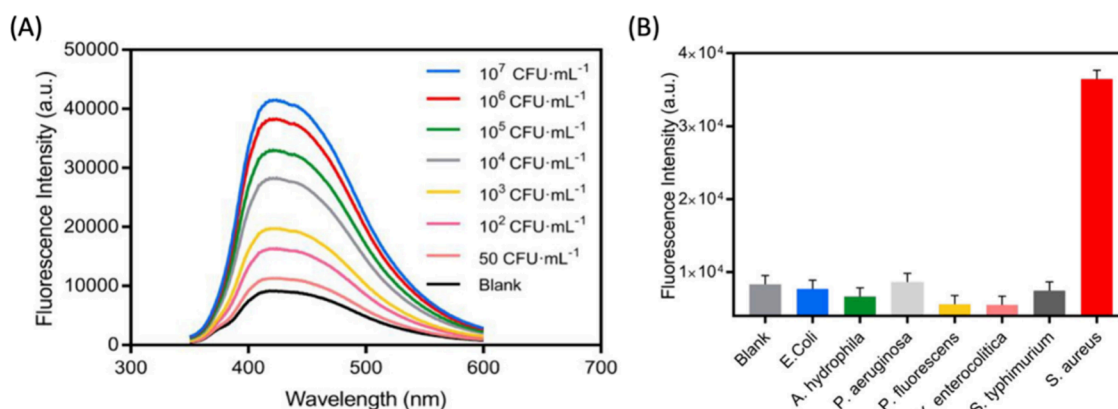 (A)
Fluorescence Intensity (a.u.)
50000
40000
30000
20000
10000
0
300
400
500
600
700
Wavelength (nm)
10⁷ CFU·mL⁻¹
10⁶ CFU·mL⁻¹
10⁵ CFU·mL⁻¹
10⁴ CFU·mL⁻¹
10³ CFU·mL⁻¹
10² CFU·mL⁻¹
50 CFU·mL⁻¹
Blank
(B)
Fluorescence Intensity (a.u.)
4×10⁴
3×10⁴
2×10⁴
1×10⁴
Blank
E.Coli
A. hydrophila
P. aeruginosa
P. fluorescens
enterocolitica
S. typhimurium
S. aureus